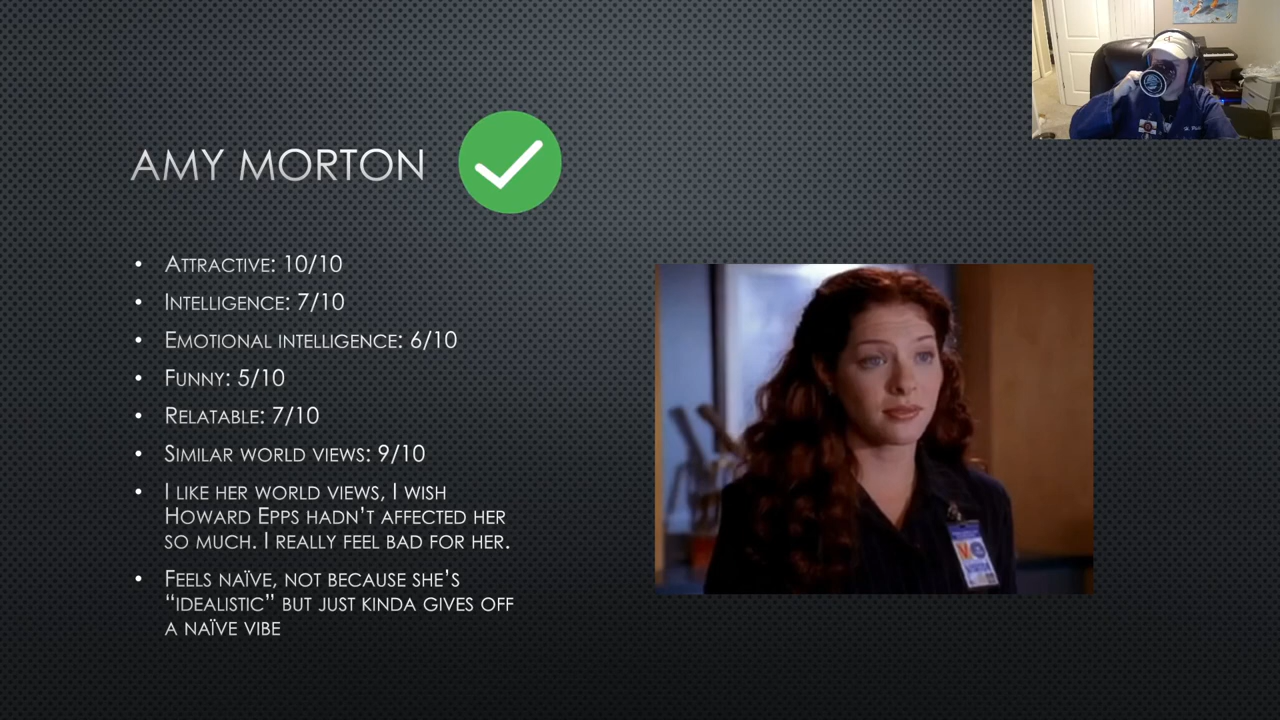 AMY MORTON
• ATTRACTIVE: 10/10
• INTELLIGENCE: 7/10
• EMOTIONAL INTELLIGENCE: 6/10
• FUNNY: 5/10
• RELATABLE: 7/10
• SIMILAR WORLD VIEWS: 9/10
• I LIKE HER WORLD VIEWS, I WISH
HOWARD EPPS HADN'T AFFECTED HER
SO MUCH. I REALLY FEEL BAD FOR HER.
• FEELS NAÏVE, NOT BECAUSE SHE'S
“IDEALISTIC” BUT JUST KINDA GIVES OFF
A NAÏVE VIBE